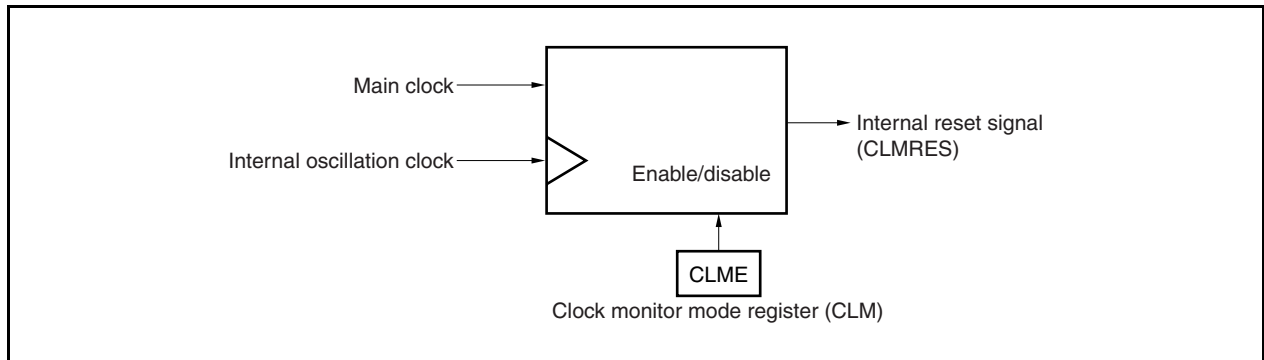 Main clock
Internal oscillation clock
Enable/disable
Internal reset signal
(CLMRES)
CLME
Clock monitor mode register (CLM)